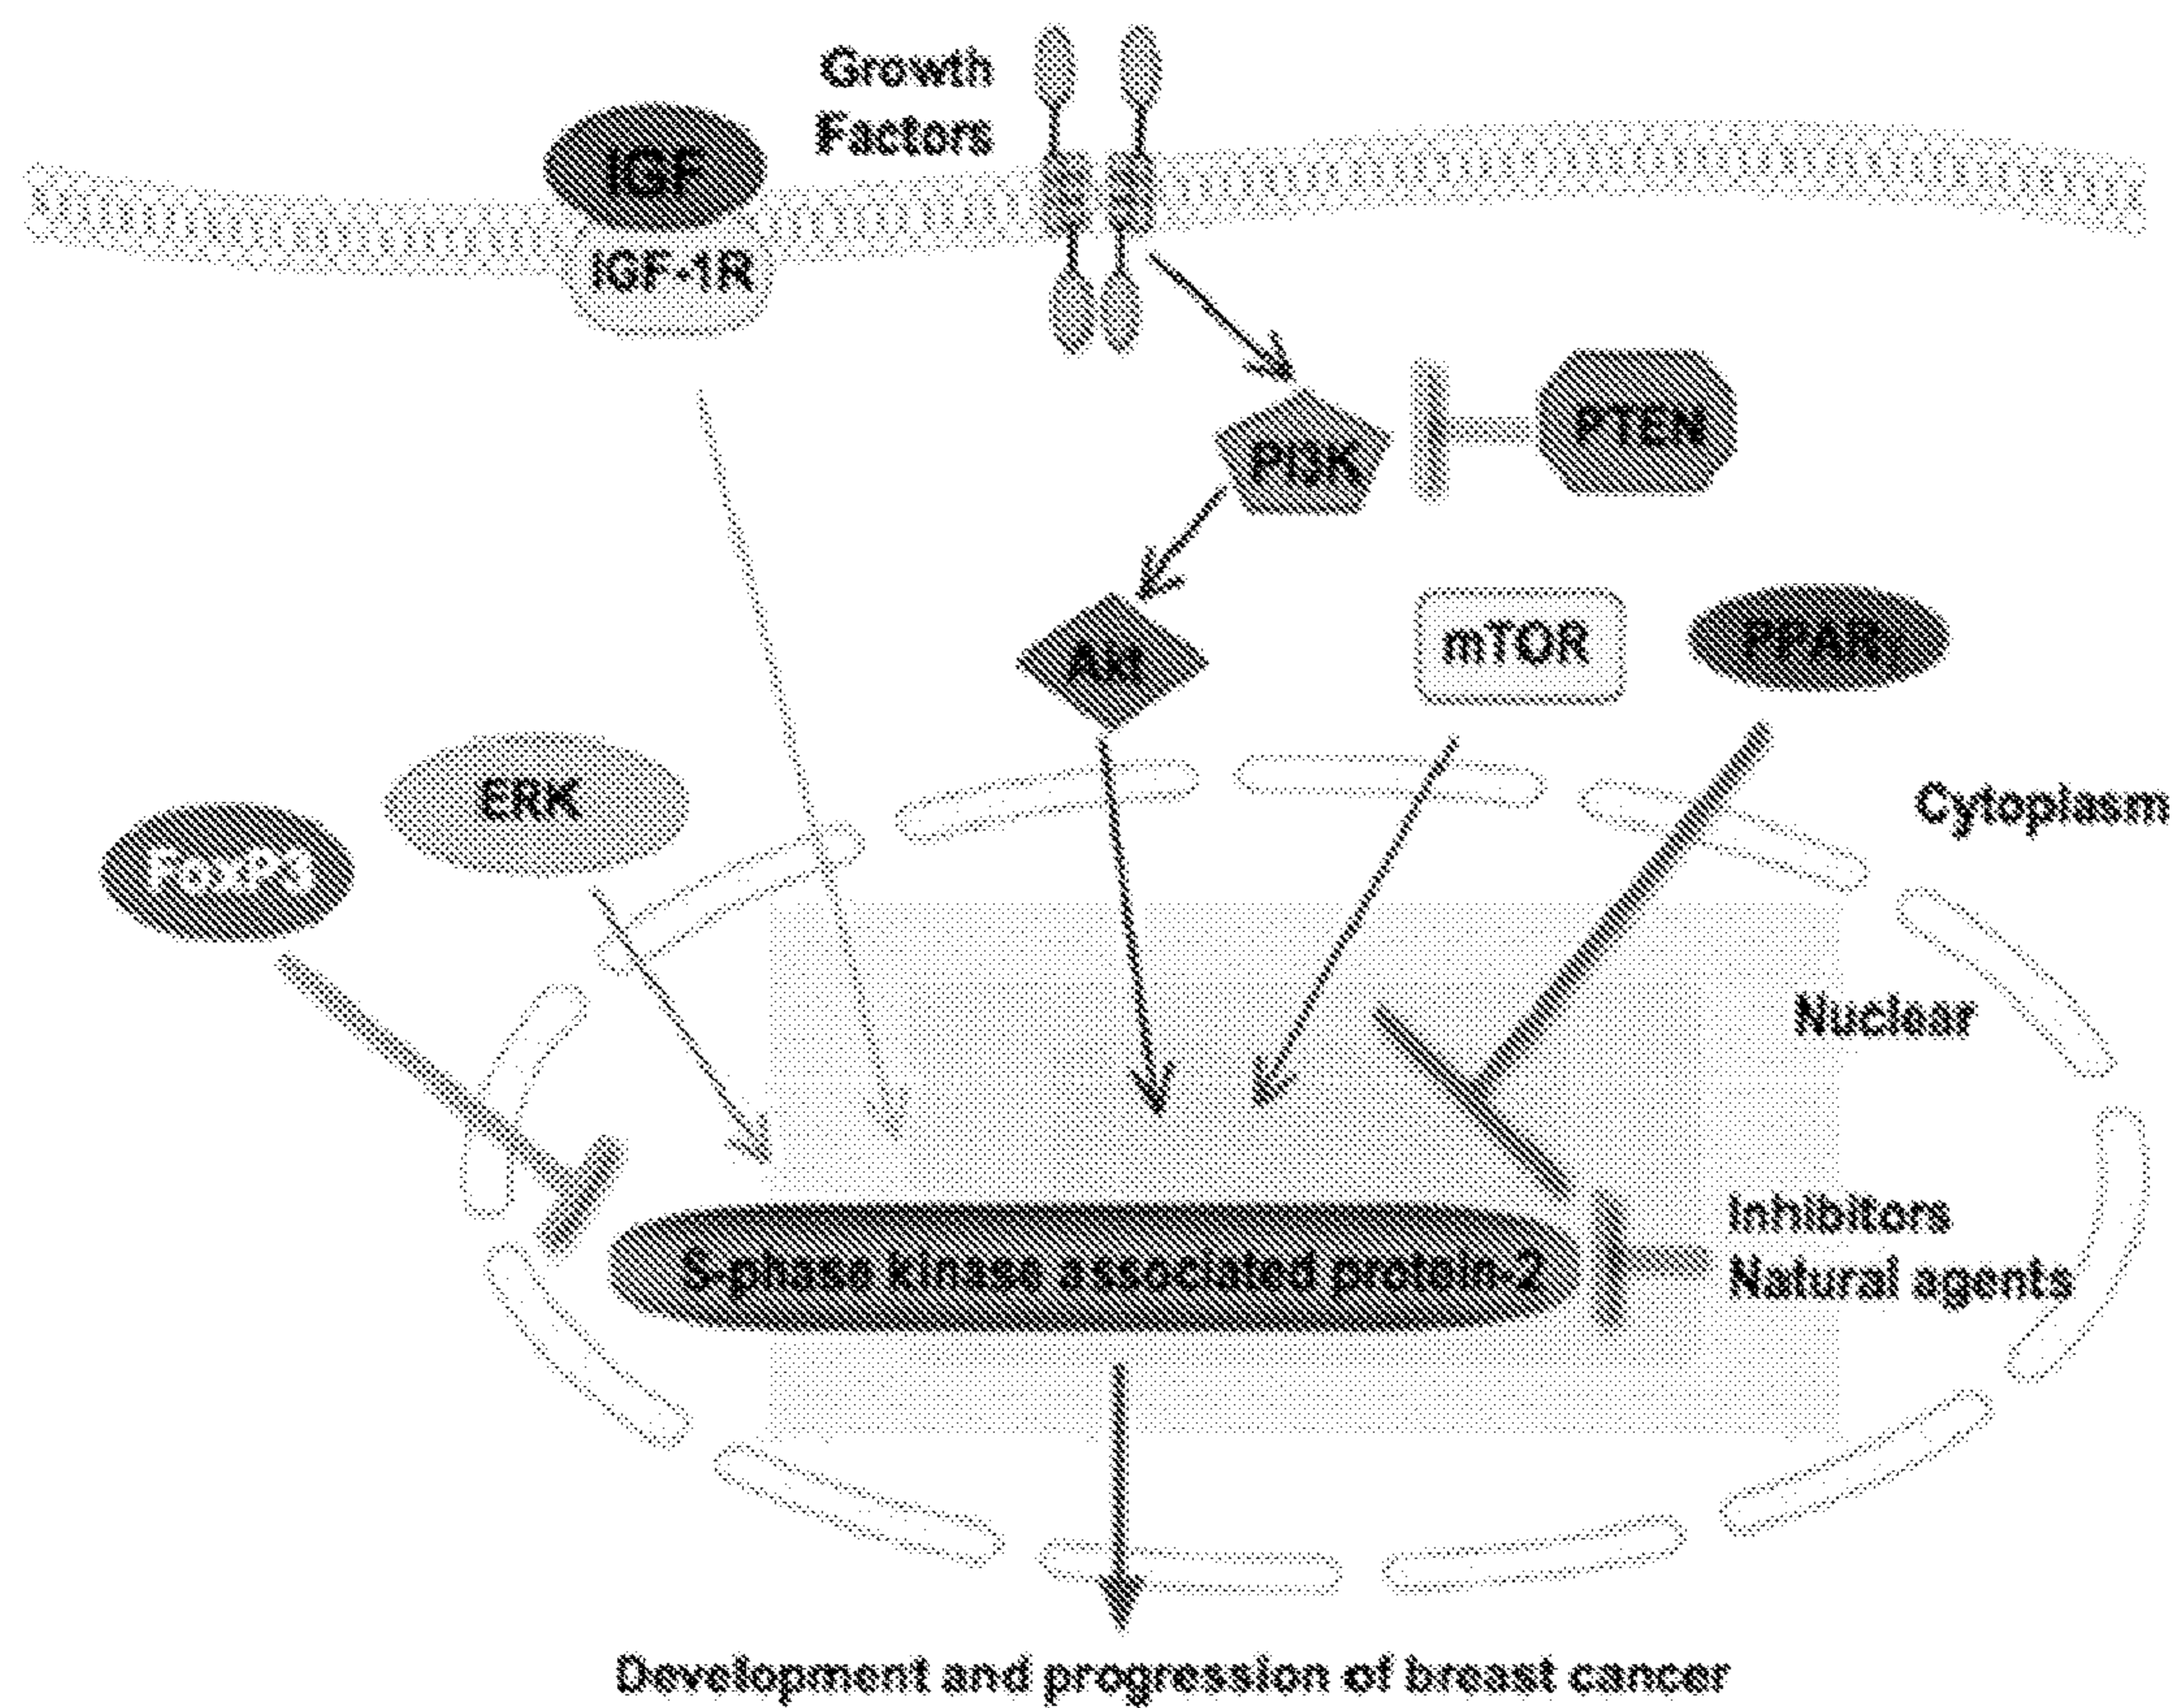 Growth
Factors
IGF
IGF-1R
PTEN
PI3K
mTOR
PPARγ
Akt
ERK
FoxP3
Cytoplasm
Nuclear
Inhibitors
Natural agents
S-phase kinase associated protein-2
Development and progression of breast cancer